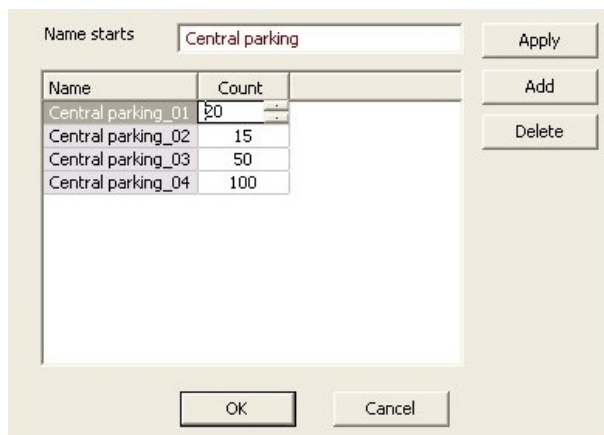 Name starts Central parking Apply
Name Count Add
Central parking_01 20
Central parking_02 15 Delete
Central parking_03 50
Central parking_04 100
OK Cancel